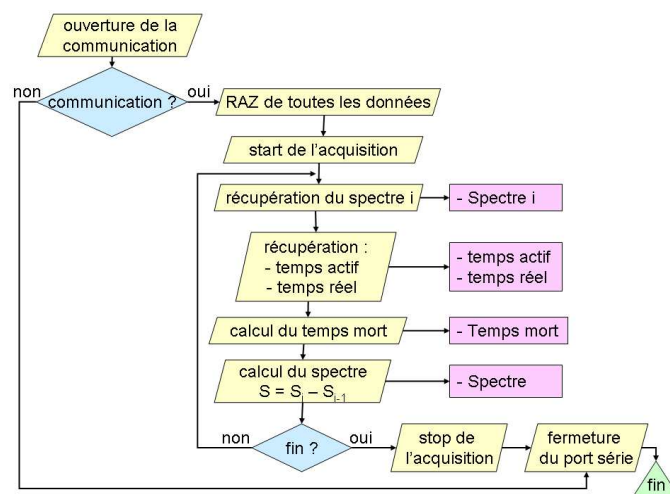 ouverture de la
communication
non
communication ?
oui
RAZ de toutes les données
start de l'acquisition
récupération du spectre i
- Spectre i
récupération :
- temps actif
- temps réel
- temps actif
- temps réel
calcul du temps mort
- Temps mort
calcul du spectre
S = Si – Si-1
- Spectre
non
fin ?
oui
stop de
l'acquisition
fermeture
du port série
fin